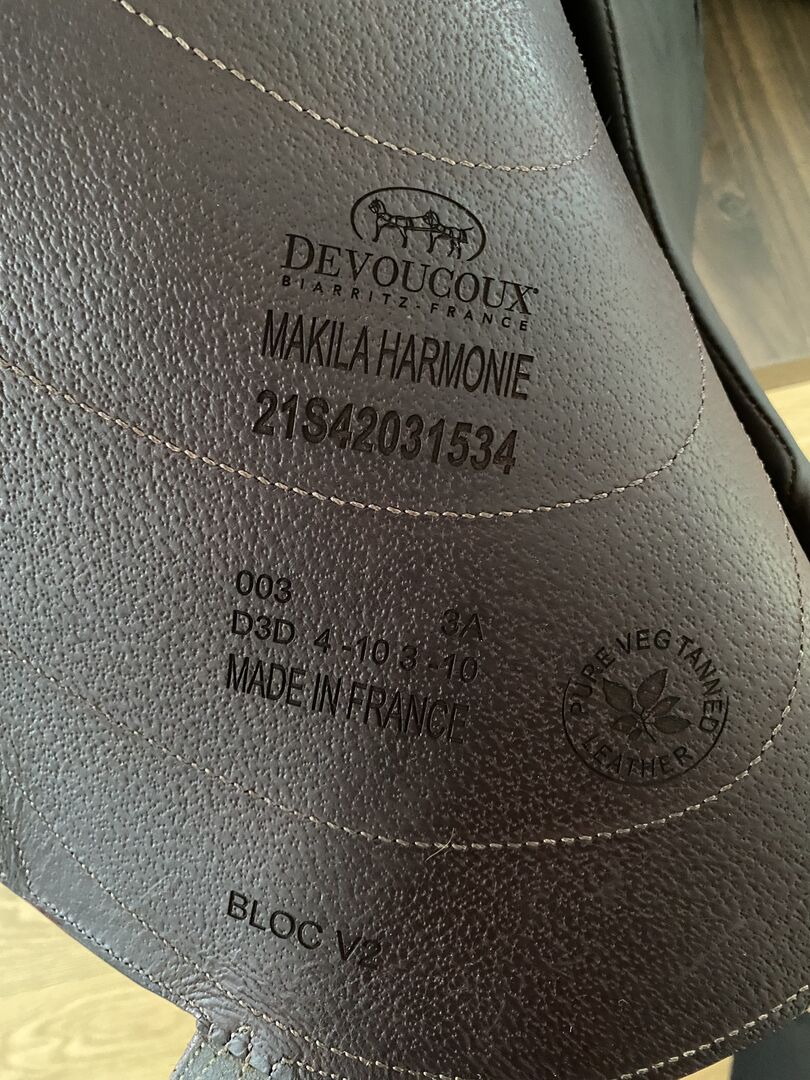 DEVOUCOUX®
BIARRITZ-FRANCE
MAKILA HARMONIE
21S42031534
003 3A
D3D 4 -10 3 -10
MADE IN FRANCE
PURE VEG TANNED
LEATHER
BLOC V2